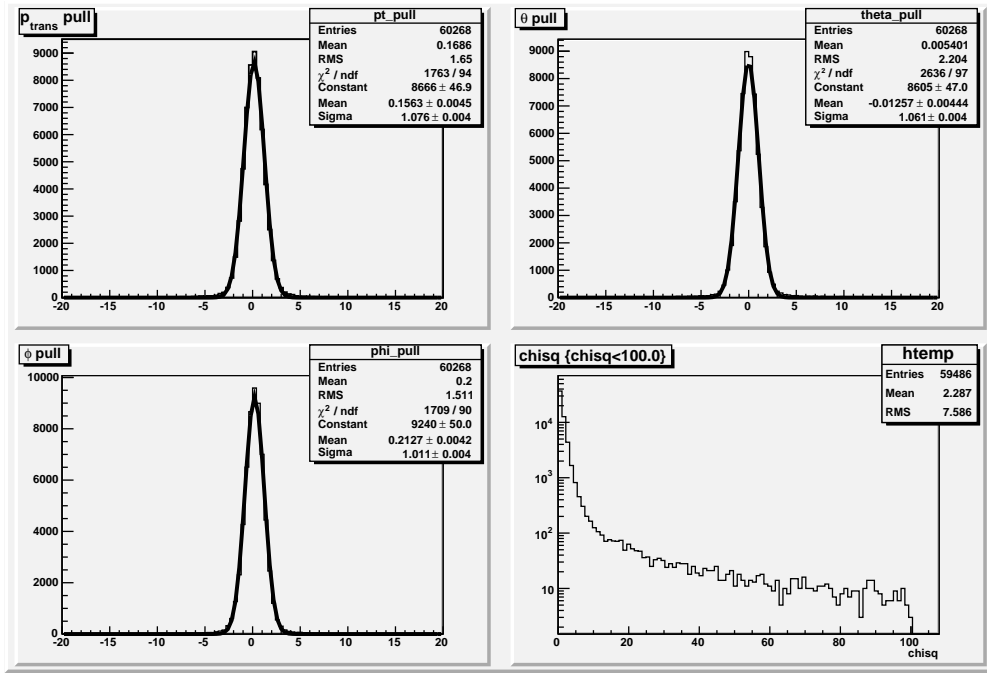 p_trans pull
pt_pull
Entries 60268
Mean 0.1686
RMS 1.65
χ² / ndf 1763 / 94
Constant 8666 ± 46.9
Mean 0.1563 ± 0.0045
Sigma 1.076 ± 0.004
9000
8000
7000
6000
5000
4000
3000
2000
1000
0
-20 -15 -10 -5 0 5 10 15 20
θ pull
theta_pull
Entries 60268
Mean 0.005401
RMS 2.204
χ² / ndf 2636 / 97
Constant 8605 ± 47.0
Mean -0.01257 ± 0.00444
Sigma 1.061 ± 0.004
9000
8000
7000
6000
5000
4000
3000
2000
1000
0
-20 -15 -10 -5 0 5 10 15 20
φ pull
phi_pull
Entries 60268
Mean 0.2
RMS 1.511
χ² / ndf 1709 / 90
Constant 9240 ± 50.0
Mean 0.2127 ± 0.0042
Sigma 1.011 ± 0.004
10000
8000
6000
4000
2000
0
-20 -15 -10 -5 0 5 10 15 20
chisq {chisq<100.0}
htemp
Entries 59486
Mean 2.287
RMS 7.586
10⁴
10³
10²
10
0 20 40 60 80 100
chisq